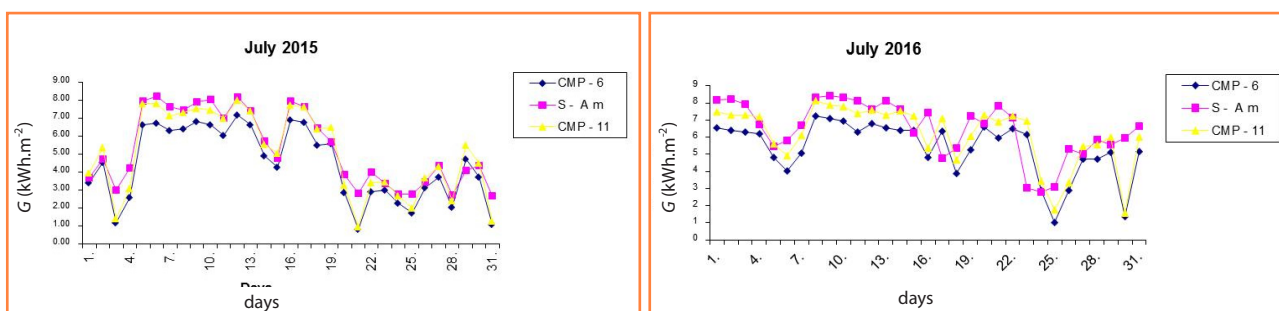 July 2015
G (kWh.m-2)
9.00
8.00
7.00
6.00
5.00
4.00
3.00
2.00
1.00
0.00
1. 4. 7. 10. 13. 16. 19. 22. 25. 28. 31.
Days
days
CMP - 6
S - A m
CMP - 11
July 2016
G (kWh.m-2)
9
8
7
6
5
4
3
2
1
0
1. 4. 7. 10. 13. 16. 19. 22. 25. 28. 31.
days
CMP - 6
S - A m
CMP - 11